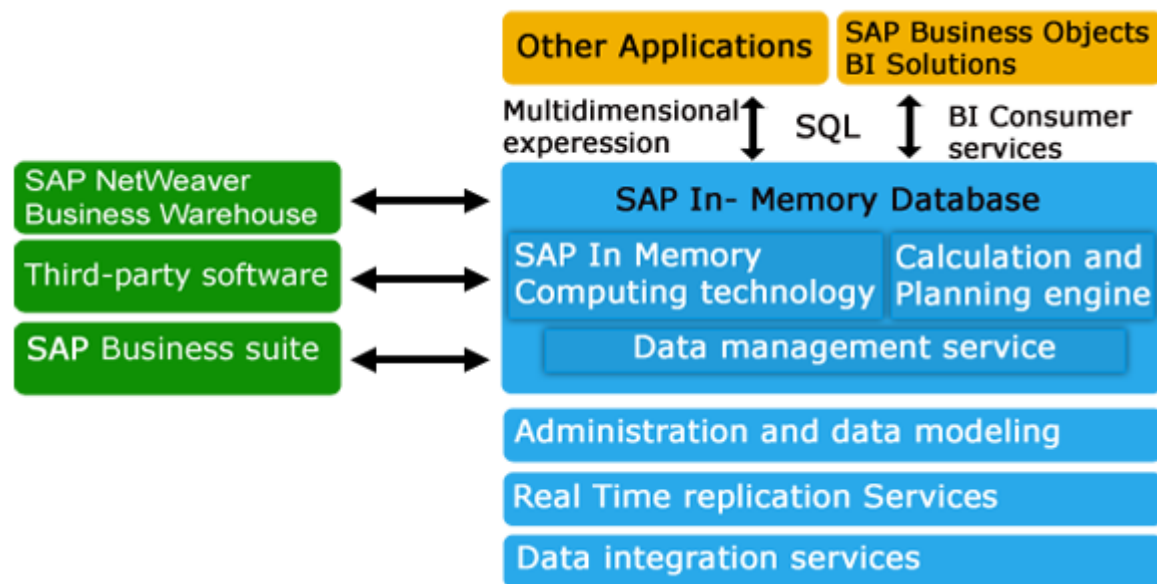 Other Applications
SAP Business Objects
BI Solutions
Multidimensional
experession
SQL
BI Consumer
services
SAP NetWeaver
Business Warehouse
Third-party software
SAP Business suite
SAP In- Memory Database
SAP In Memory
Computing technology
Calculation and
Planning engine
Data management service
Administration and data modeling
Real Time replication Services
Data integration services